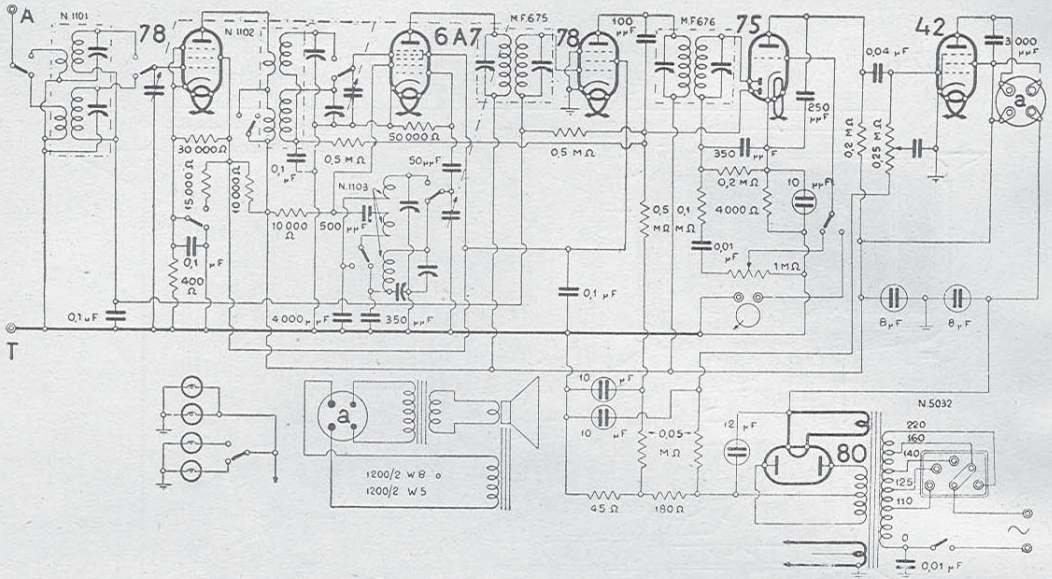 A
N.1101
78
N 1102
6A7
M.F.675
78
100 µµF
M.F.676
75
42
3000 µµF
a
0,04 µF
250 µµF
30 000 Ω
50 000 Ω
0,5 MΩ
0,5 MΩ
350 µµF
0,2 MΩ
0,25 MΩ
15 000 Ω
10 000 Ω
0,1 µF
50 µµF
N.1103
0,2 MΩ
4000 Ω
10 µµF
10 000 Ω
500 µµF
0,5 MΩ
0,1 MΩ
0,01 µF
1 MΩ
0,1 µF
400 Ω
0,1 µF
0,1 µF
4 000 µµF
350 µµF
8 µF
8 µF
T
a
10 µF
10 µF
0,05 MΩ
12 µF
80
N.5032
220
160
140
125
110
0
1200/2 W8 o
1200/2 W5
45 Ω
180 Ω
0,01 µF